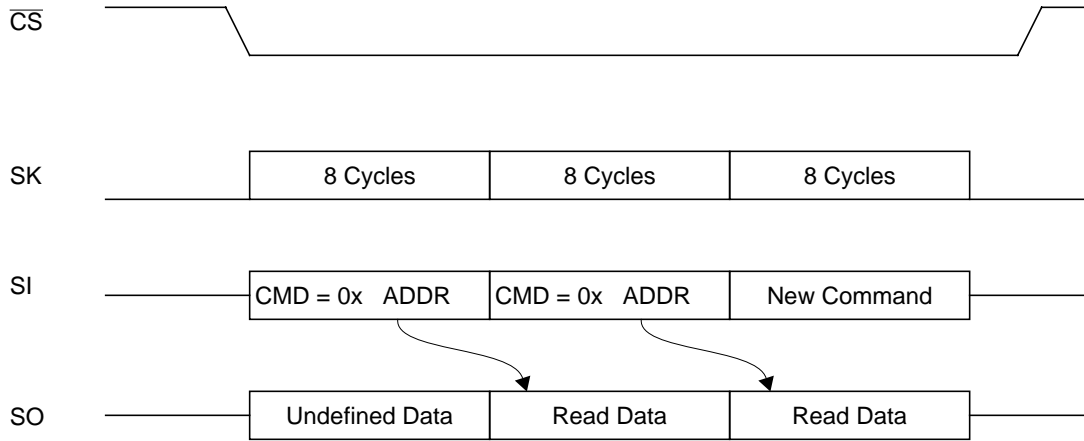 CS
SK
8 Cycles 8 Cycles 8 Cycles
SI
CMD = 0x ADDR CMD = 0x ADDR New Command
SO
Undefined Data Read Data Read Data